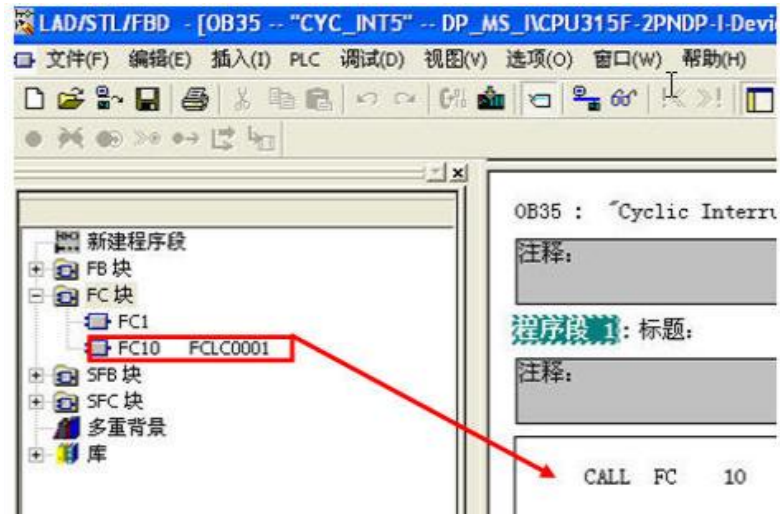 LAD/STL/FBD - [OB35 -- "CYC_INT5" -- DP_MS_I\CPU315F-2PNDP-I-Devi
文件(F) 编辑(E) 插入(I) PLC 调试(D) 视图(V) 选项(O) 窗口(W) 帮助(H)
新建程序段
FB 块
FC 块
FC1
FC10 FCLC0001
SFB 块
SFC 块
多重背景
库
OB35 : "Cyclic Interru
注释:
程序段 1: 标题:
注释:
CALL FC 10